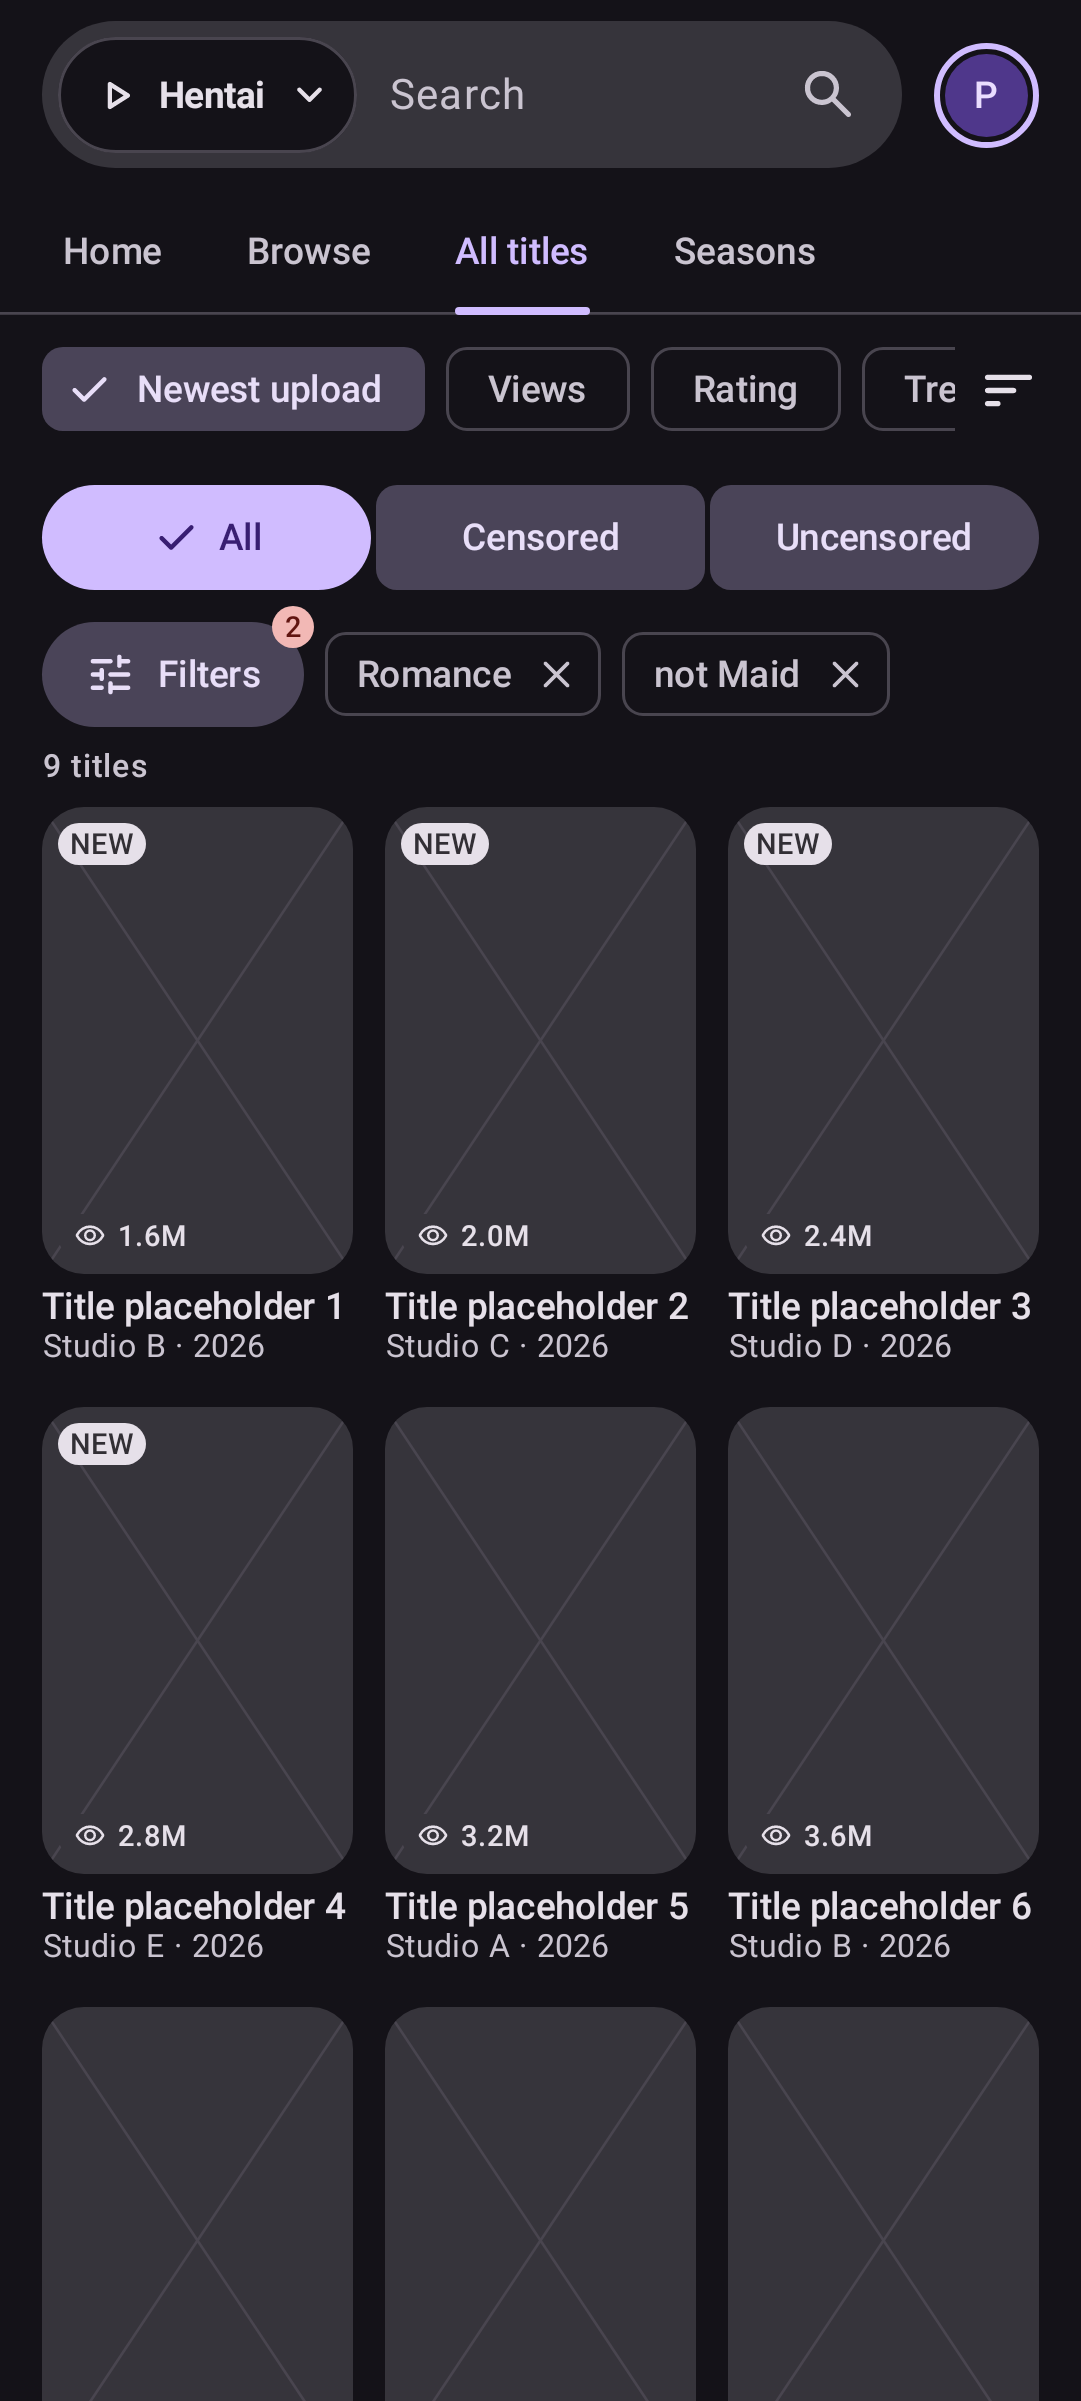 Hentai
Search
P
Home Browse All titles Seasons
Newest upload Views Rating Tre
All Censored Uncensored
Filters 2 Romance not Maid
9 titles
NEW NEW NEW
1.6M 2.0M 2.4M
Title placeholder 1 Title placeholder 2 Title placeholder 3
Studio B · 2026 Studio C · 2026 Studio D · 2026
NEW
2.8M 3.2M 3.6M
Title placeholder 4 Title placeholder 5 Title placeholder 6
Studio E · 2026 Studio A · 2026 Studio B · 2026